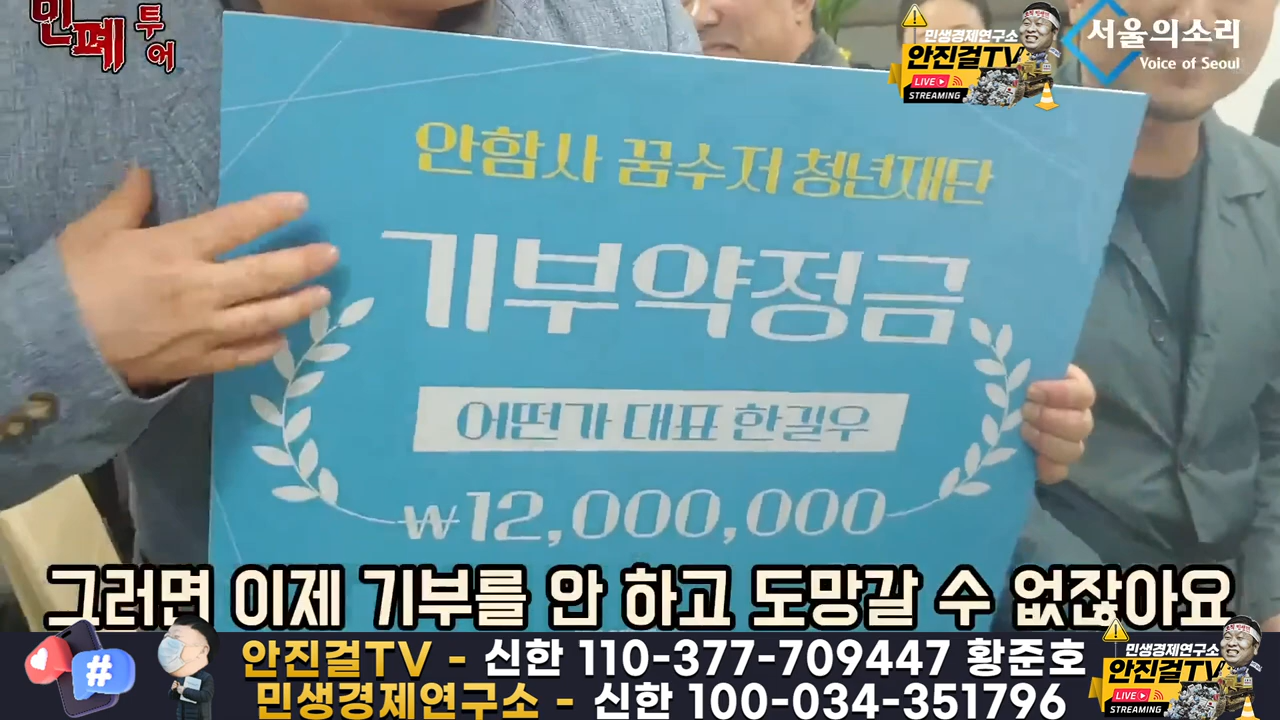 민폐 투어
민생경제연구소
안진걸TV
LIVE
STREAMING
서울의소리
Voice of Seoul
안함사 꿈수저 청년재단
기부약정금
어떤가 대표 한길우
₩12,000,000
그러면 이제 기부를 안 하고 도망갈 수 없잖아요
안진걸TV - 신한 110-377-709447 황준호
민생경제연구소 - 신한 100-034-351796
#
민생경제연구소
안진걸TV
LIVE
STREAMING